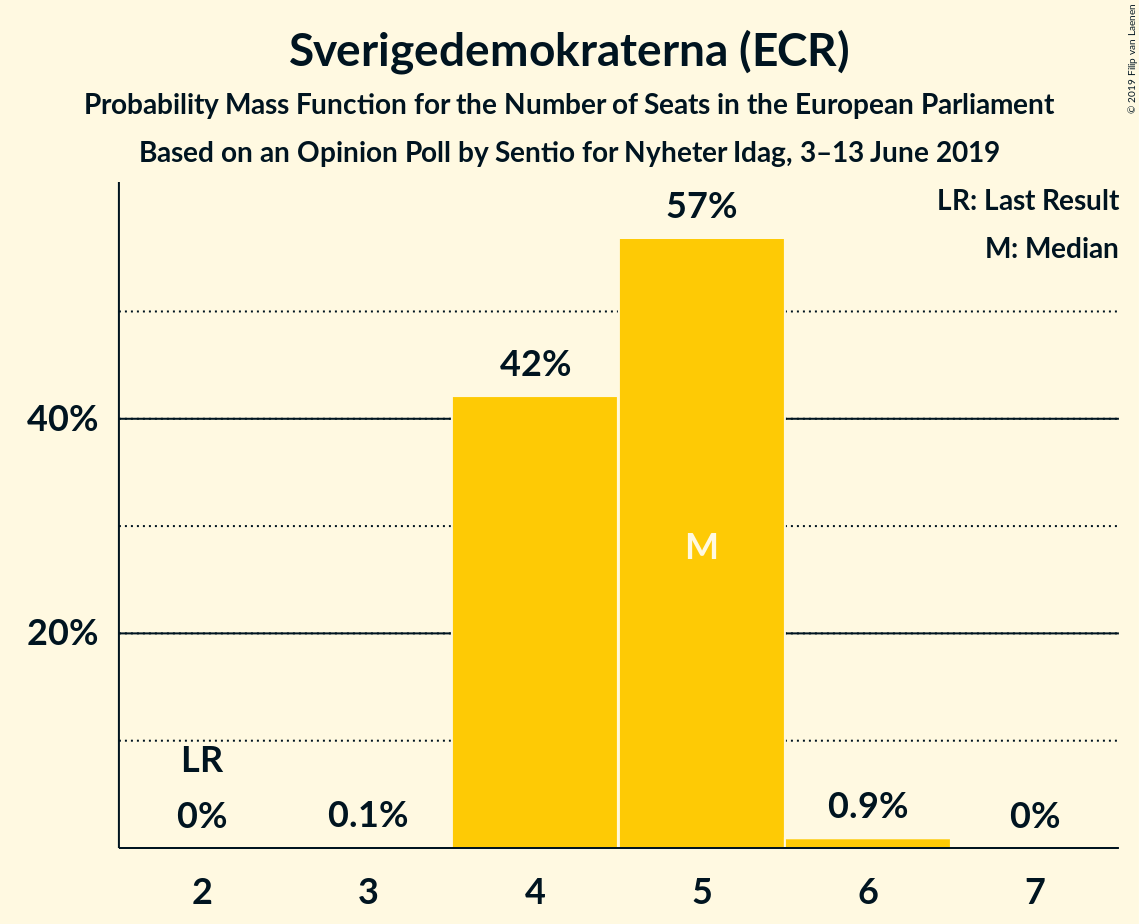 Sverigedemokraterna (ECR)
Probability Mass Function for the Number of Seats in the European Parliament
Based on an Opinion Poll by Sentio for Nyheter Idag, 3–13 June 2019
© 2019 Filip van Laenen
LR: Last Result
M: Median
57%
42%
40%
M
20%
LR
0%
0.1%
0.9%
0%
2 3 4 5 6 7